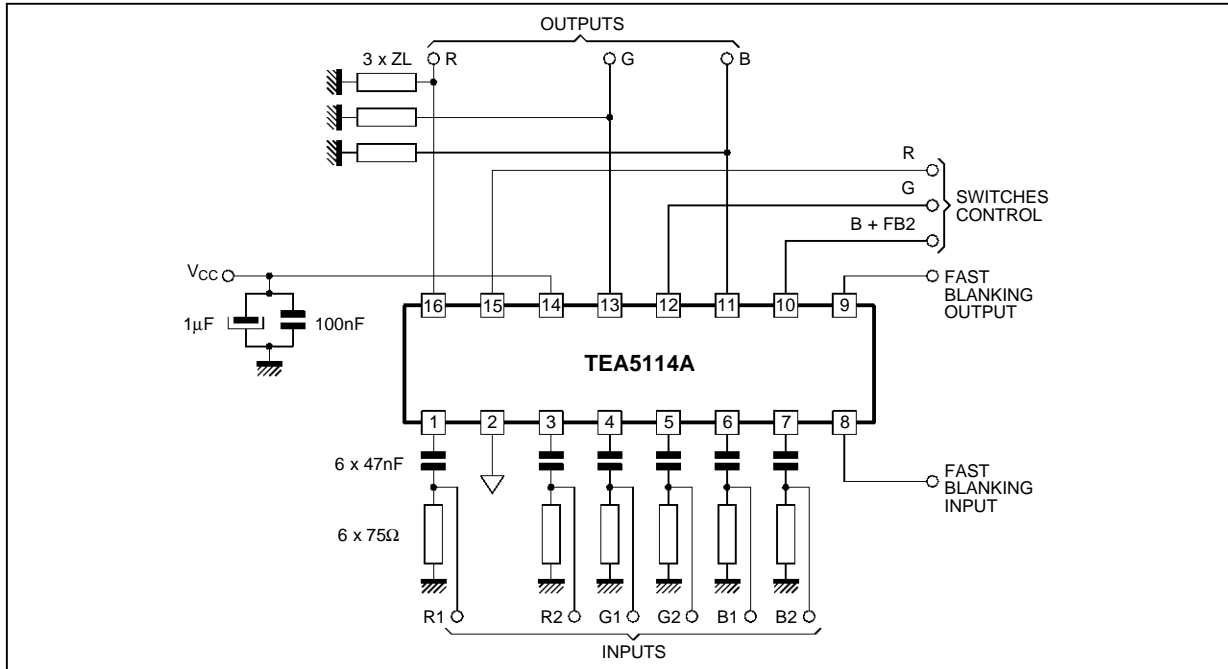 OUTPUTS
3 x ZL
R
G
B
R
G
B + FB2
SWITCHES
CONTROL
VCC
1µF
100nF
FAST
BLANKING
OUTPUT
16 15 14 13 12 11 10 9
TEA5114A
1 2 3 4 5 6 7 8
6 x 47nF
6 x 75Ω
FAST
BLANKING
INPUT
R1 R2 G1 G2 B1 B2
INPUTS